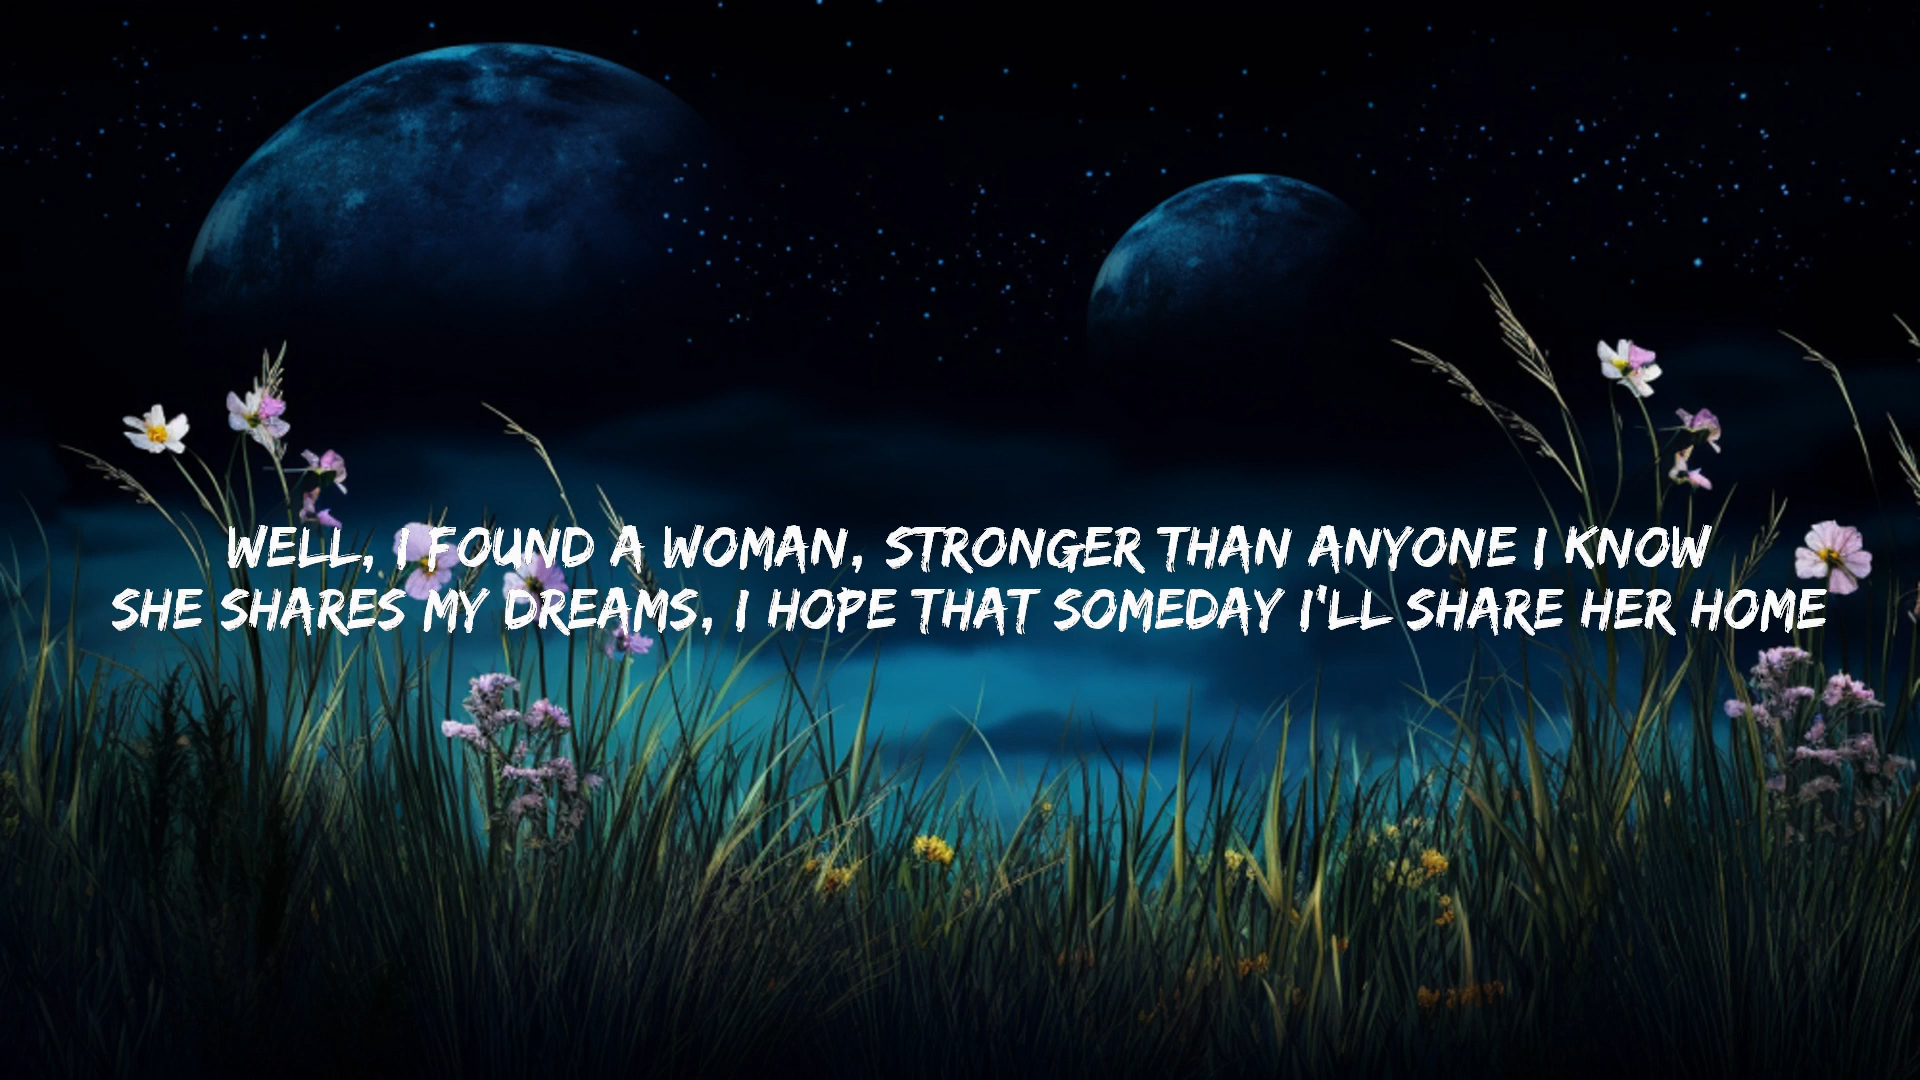 WELL, I FOUND A WOMAN, STRONGER THAN ANYONE I KNOW
SHE SHARES MY DREAMS, I HOPE THAT SOMEDAY I'LL SHARE HER HOME